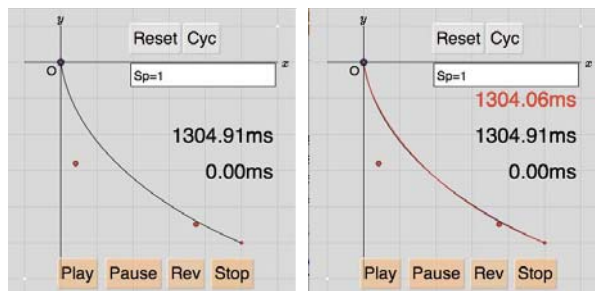 y
Reset Cyc
O
x
Sp=1
1304.91ms
0.00ms
Play Pause Rev Stop
y
Reset Cyc
O
x
Sp=1
1304.06ms
1304.91ms
0.00ms
Play Pause Rev Stop